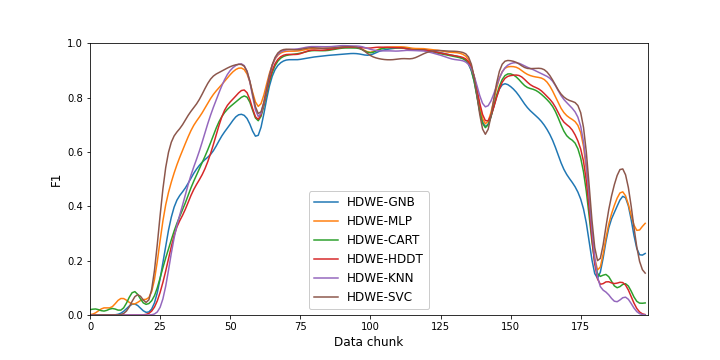 F1
1.0
0.8
0.6
0.4
0.2
0.0
HDWE-GNB
HDWE-MLP
HDWE-CART
HDWE-HDDT
HDWE-KNN
HDWE-SVC
0 25 50 75 100 125 150 175
Data chunk